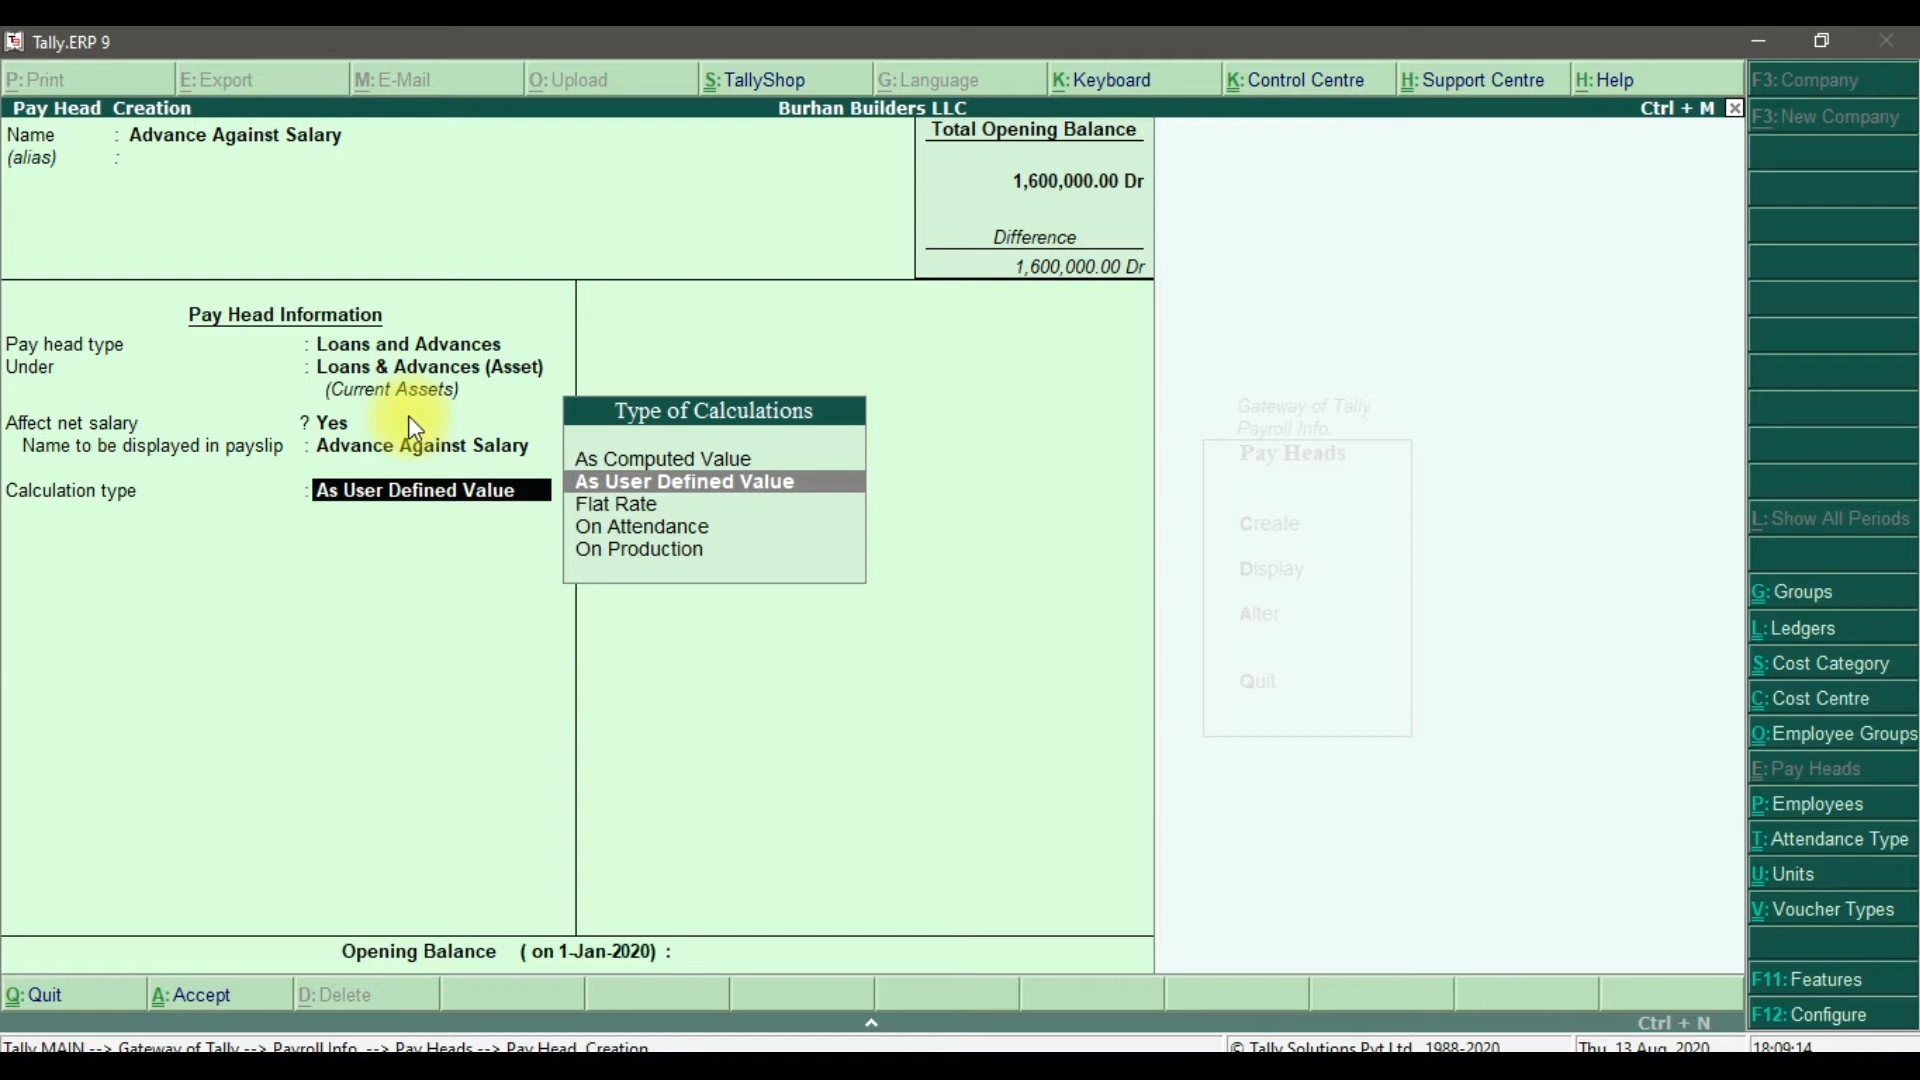 Tally.ERP 9
P: Print E: Export M: E-Mail O: Upload S: TallyShop G: Language K: Keyboard K: Control Centre H: Support Centre H: Help F3: Company
Pay Head Creation Burhan Builders LLC Ctrl + M
F3: New Company
Name : Advance Against Salary
(alias) :
Total Opening Balance
1,600,000.00 Dr
Difference
1,600,000.00 Dr
Pay Head Information
Pay head type : Loans and Advances
Under : Loans & Advances (Asset)
(Current Assets)
Affect net salary ? Yes
Name to be displayed in payslip : Advance Against Salary
Calculation type : As User Defined Value
Type of Calculations
As Computed Value
As User Defined Value
Flat Rate
On Attendance
On Production
Gateway of Tally
Payroll Info.
Pay Heads
Create
Display
Alter
Quit
L: Show All Periods
G: Groups
L: Ledgers
S: Cost Category
C: Cost Centre
O: Employee Groups
E: Pay Heads
P: Employees
T: Attendance Type
U: Units
V: Voucher Types
F11: Features
F12: Configure
Opening Balance ( on 1-Jan-2020) :
Q: Quit A: Accept D: Delete
Ctrl + N
Tally MAIN --> Gateway of Tally --> Payroll Info. --> Pay Heads --> Pay Head Creation © Tally Solutions Pvt Ltd., 1988-2020 Thu, 13 Aug, 2020 18:09:14